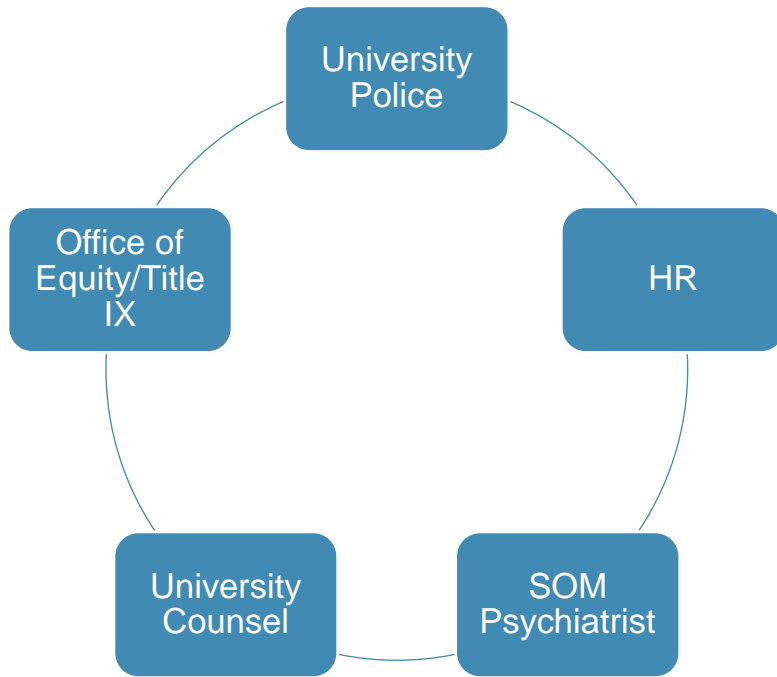 University
Police
Office of
Equity/Title
IX
HR
University
Counsel
SOM
Psychiatrist